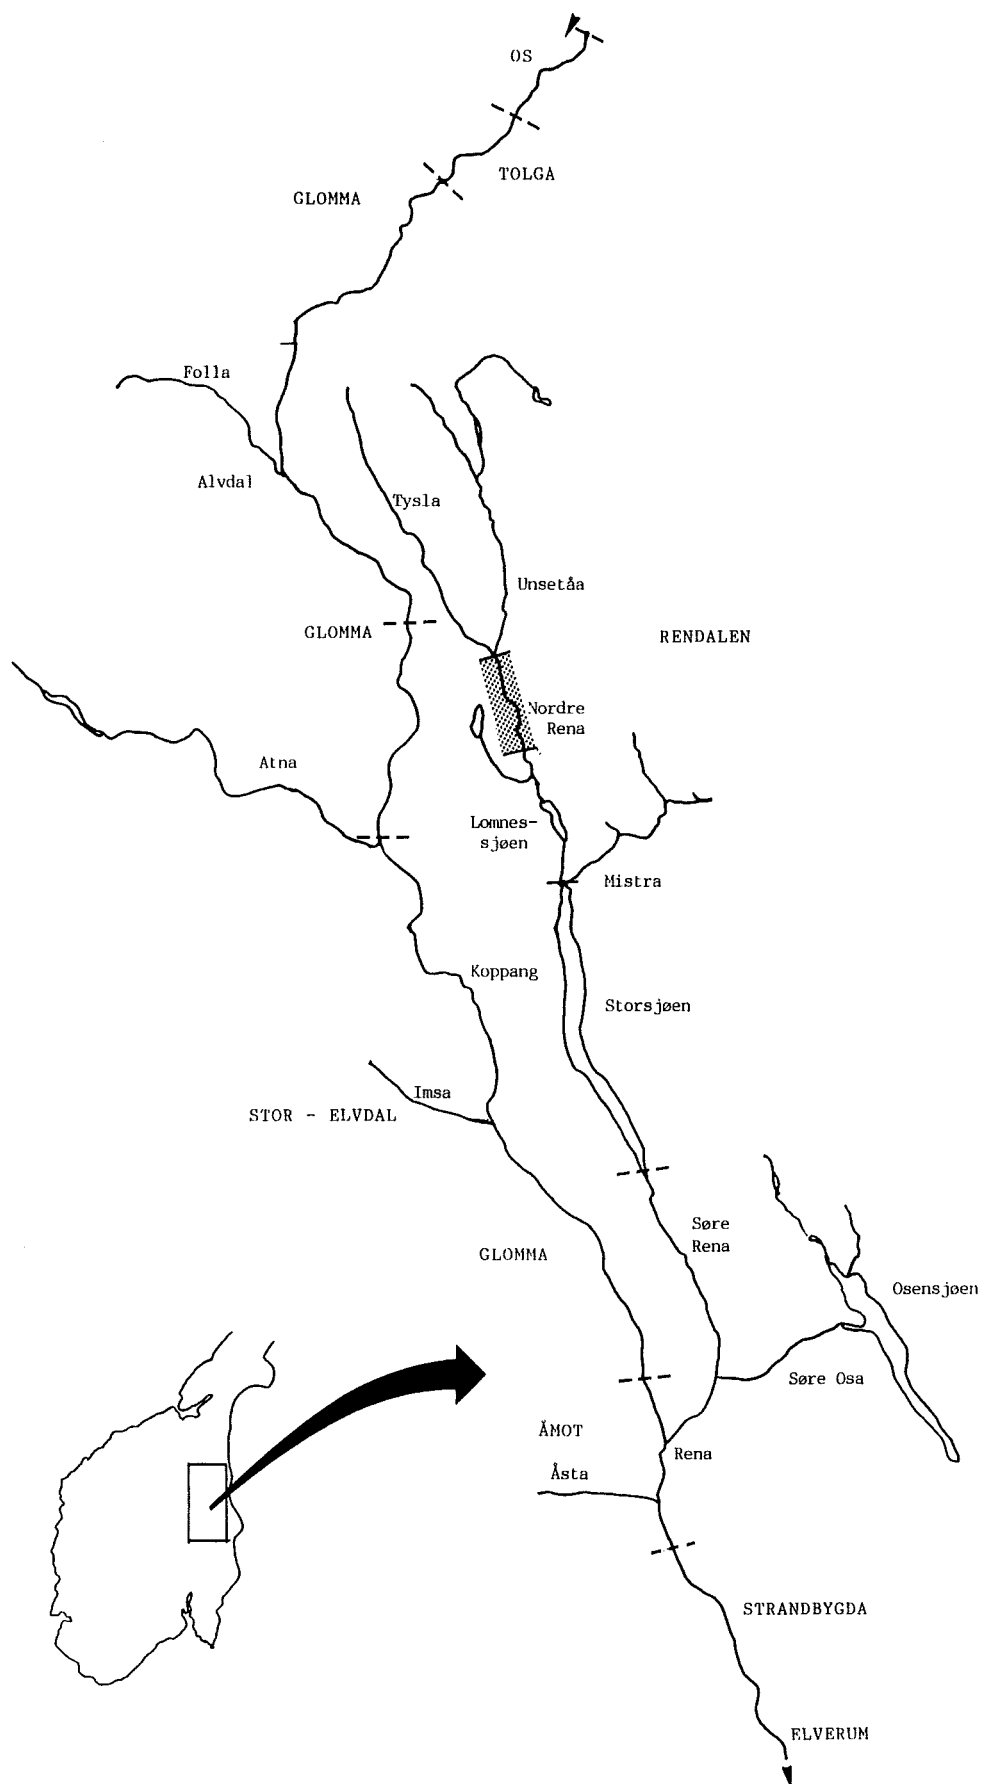 OS
TOLGA
GLOMMA
Folla
Alvdal
Tysla
Unsetåa
GLOMMA
RENDALEN
Nordre
Rena
Atna
Lomnes-
sjøen
Mistra
Koppang
Storsjøen
Imsa
STOR - ELVDAL
Søre
Rena
GLOMMA
Osensjøen
Søre Osa
ÅMOT
Rena
Åsta
STRANDBYGDA
ELVERUM